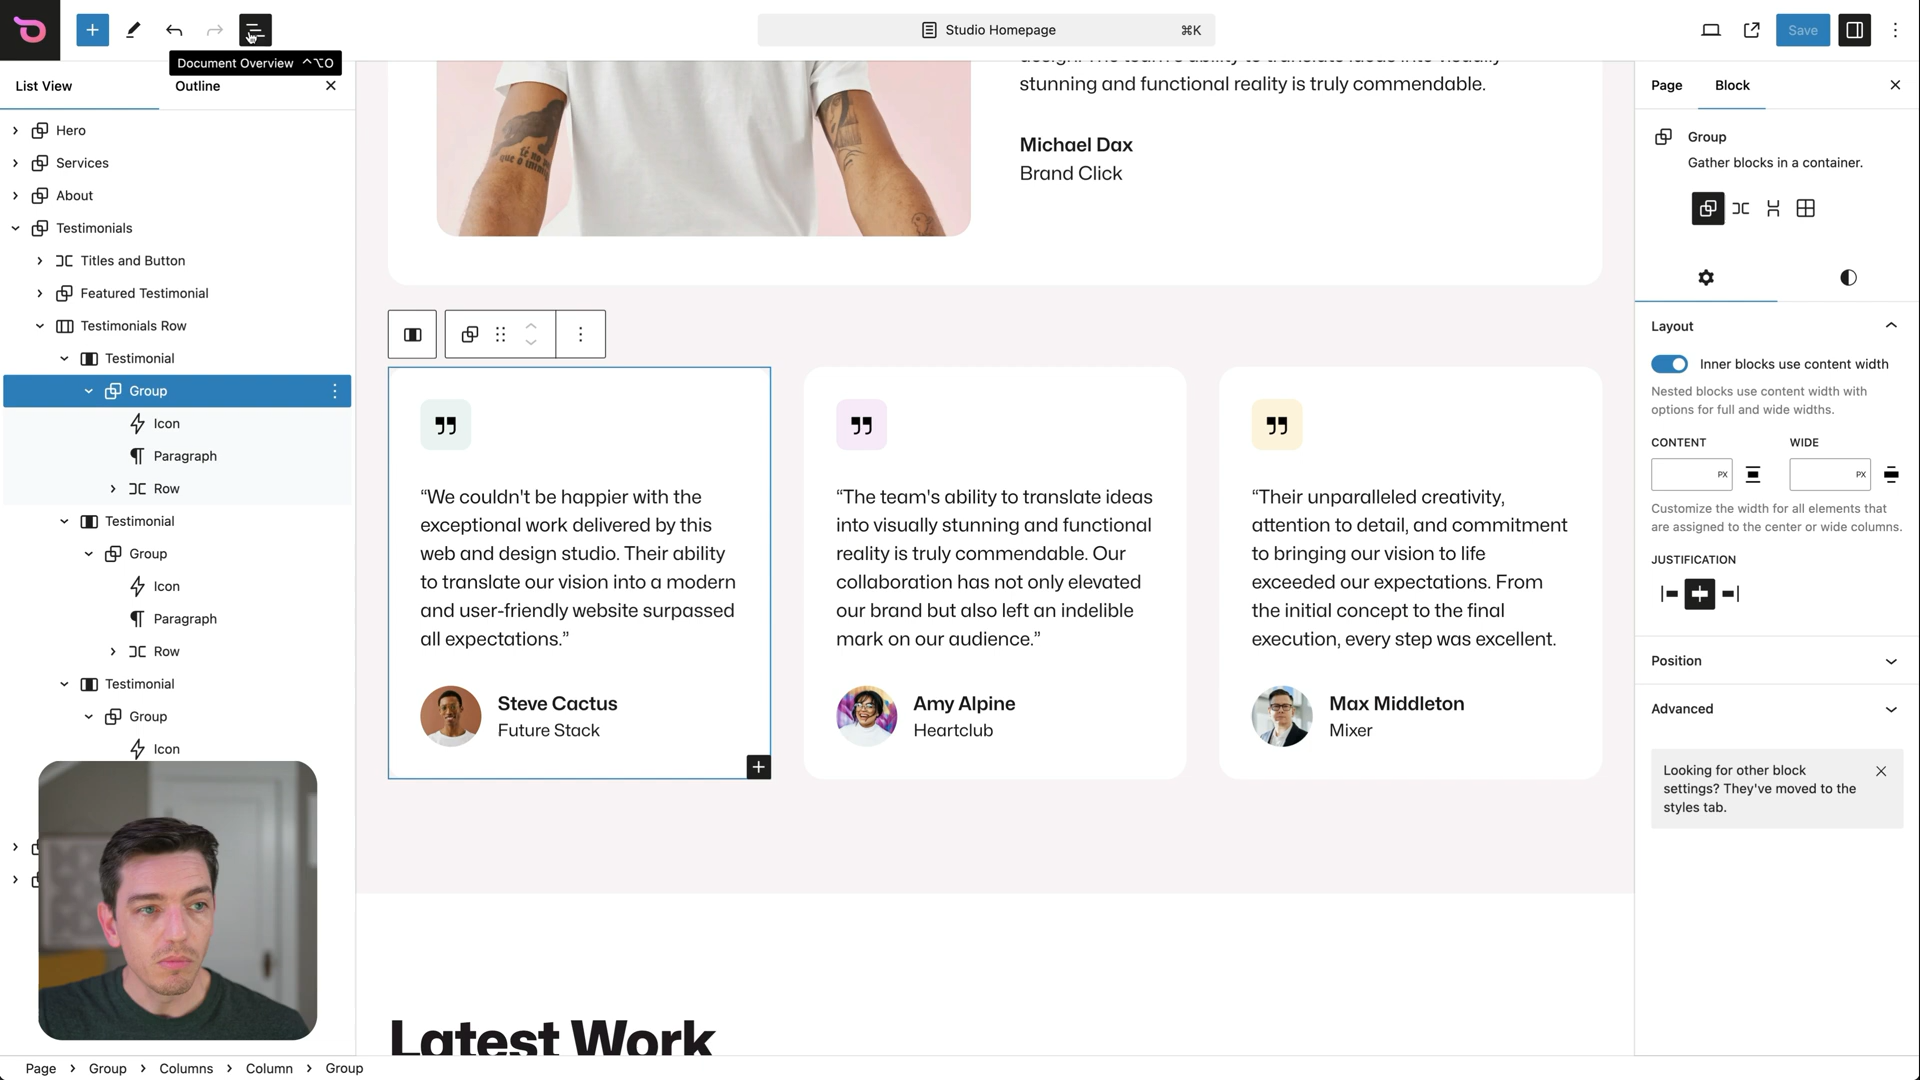 Studio Homepage
⌘K
Save
Document Overview ^⌥O
List View
Outline
Hero
Services
About
Testimonials
Titles and Button
Featured Testimonial
Testimonials Row
Testimonial
Group
Icon
Paragraph
Row
Testimonial
Group
Icon
Paragraph
Row
Testimonial
Group
Icon
stunning and functional reality is truly commendable.
Michael Dax
Brand Click
“We couldn't be happier with the
exceptional work delivered by this
web and design studio. Their ability
to translate our vision into a modern
and user-friendly website surpassed
all expectations.”
Steve Cactus
Future Stack
“The team's ability to translate ideas
into visually stunning and functional
reality is truly commendable. Our
collaboration has not only elevated
our brand but also left an indelible
mark on our audience.”
Amy Alpine
Heartclub
“Their unparalleled creativity,
attention to detail, and commitment
to bringing our vision to life
exceeded our expectations. From
the initial concept to the final
execution, every step was excellent.
Max Middleton
Mixer
Latest Work
Page
Block
Group
Gather blocks in a container.
Layout
Inner blocks use content width
Nested blocks use content width with
options for full and wide widths.
CONTENT
WIDE
PX
PX
Customize the width for all elements that
are assigned to the center or wide columns.
JUSTIFICATION
Position
Advanced
Looking for other block
settings? They've moved to the
styles tab.
Page > Group > Columns > Column > Group